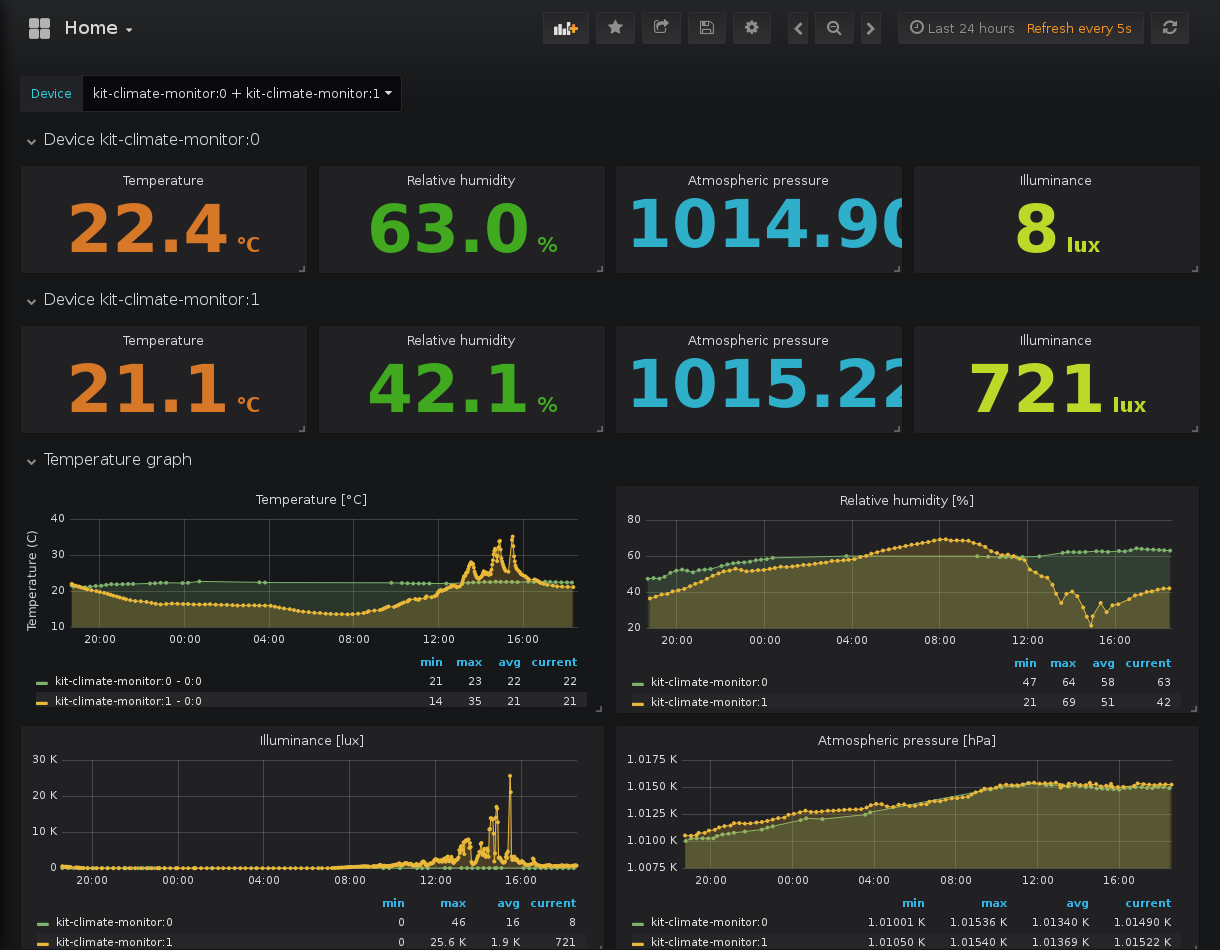 Home
Last 24 hours Refresh every 5s
Device kit-climate-monitor:0 + kit-climate-monitor:1
Device kit-climate-monitor:0
Temperature Relative humidity Atmospheric pressure Illuminance
22.4 °C 63.0 % 1014.90 8 lux
Device kit-climate-monitor:1
Temperature Relative humidity Atmospheric pressure Illuminance
21.1 °C 42.1 % 1015.22 721 lux
Temperature graph
Temperature [°C]
Temperature (C)
40
30
20
10
20:00 00:00 04:00 08:00 12:00 16:00
min max avg current
kit-climate-monitor:0 - 0:0 21 23 22 22
kit-climate-monitor:1 - 0:0 14 35 21 21
Relative humidity [%]
80
60
40
20
20:00 00:00 04:00 08:00 12:00 16:00
min max avg current
kit-climate-monitor:0 47 64 58 63
kit-climate-monitor:1 21 69 51 42
Illuminance [lux]
30 K
20 K
10 K
0
20:00 00:00 04:00 08:00 12:00 16:00
min max avg current
kit-climate-monitor:0 0 46 16 8
kit-climate-monitor:1 0 25.6 K 1.9 K 721
Atmospheric pressure [hPa]
1.0175 K
1.0150 K
1.0125 K
1.0100 K
1.0075 K
20:00 00:00 04:00 08:00 12:00 16:00
min max avg current
kit-climate-monitor:0 1.01001 K 1.01536 K 1.01340 K 1.01490 K
kit-climate-monitor:1 1.01050 K 1.01540 K 1.01369 K 1.01522 K